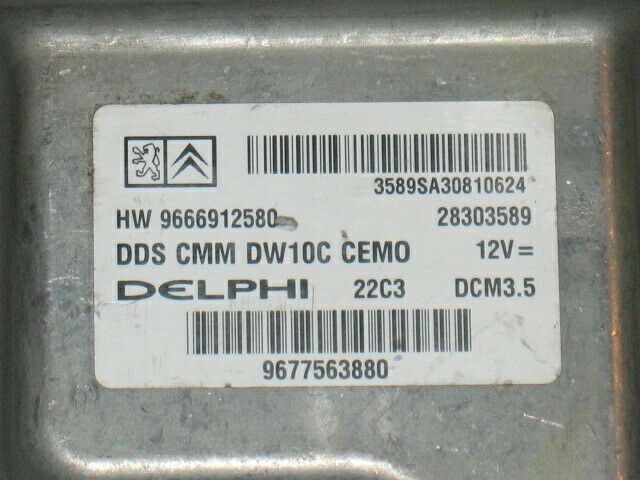 3589SA30810624
HW 9666912580 28303589
DDS CMM DW10C CEMO 12V=
DELPHI 22C3 DCM3.5
9677563880